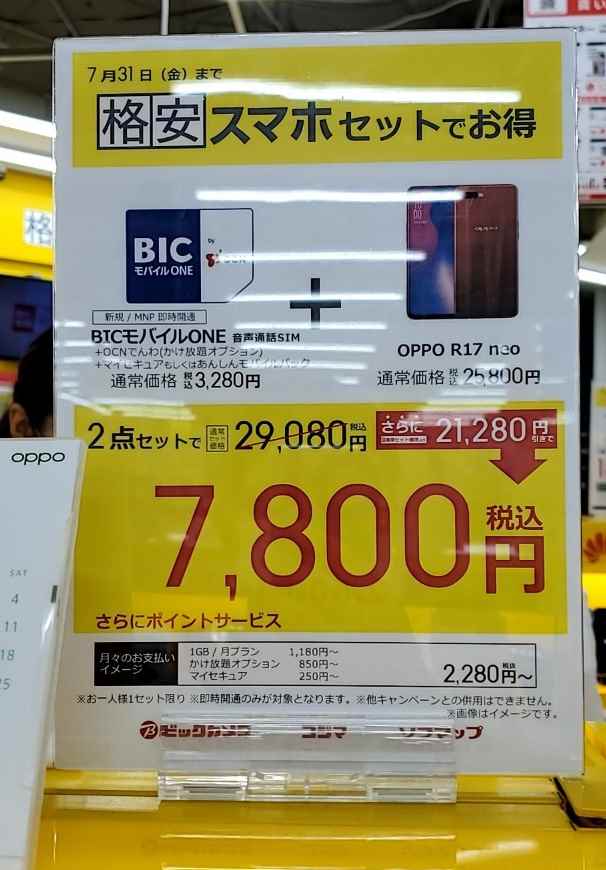 7月31日(金)まで
格安スマホセットでお得
BIC
モバイルONE
by
OCN
OPPO
新規 / MNP 即時開通
BICモバイルONE 音声通話SIM
+OCNでんわ(かけ放題オプション)
+マイセキュアもしくはあんしんモバイルパック
通常価格 税込 3,280円
+
OPPO R17 neo
通常価格 税込 25,800円
2点セットで 通常セット価格 29,080円 税込
さらに 21,280円 引きで
7,800円 税込
さらにポイントサービス
月々のお支払いイメージ
1GB / 月プラン 1,180円〜
かけ放題オプション 850円〜
マイセキュア 250円〜
2,280円〜 税抜
※お一人様1セット限り ※即時開通のみが対象となります。※他キャンペーンとの併用はできません。
※画像はイメージです。
ビックカメラ コジマ ソフマップ
oppo
SAT
4
11
18
25
格